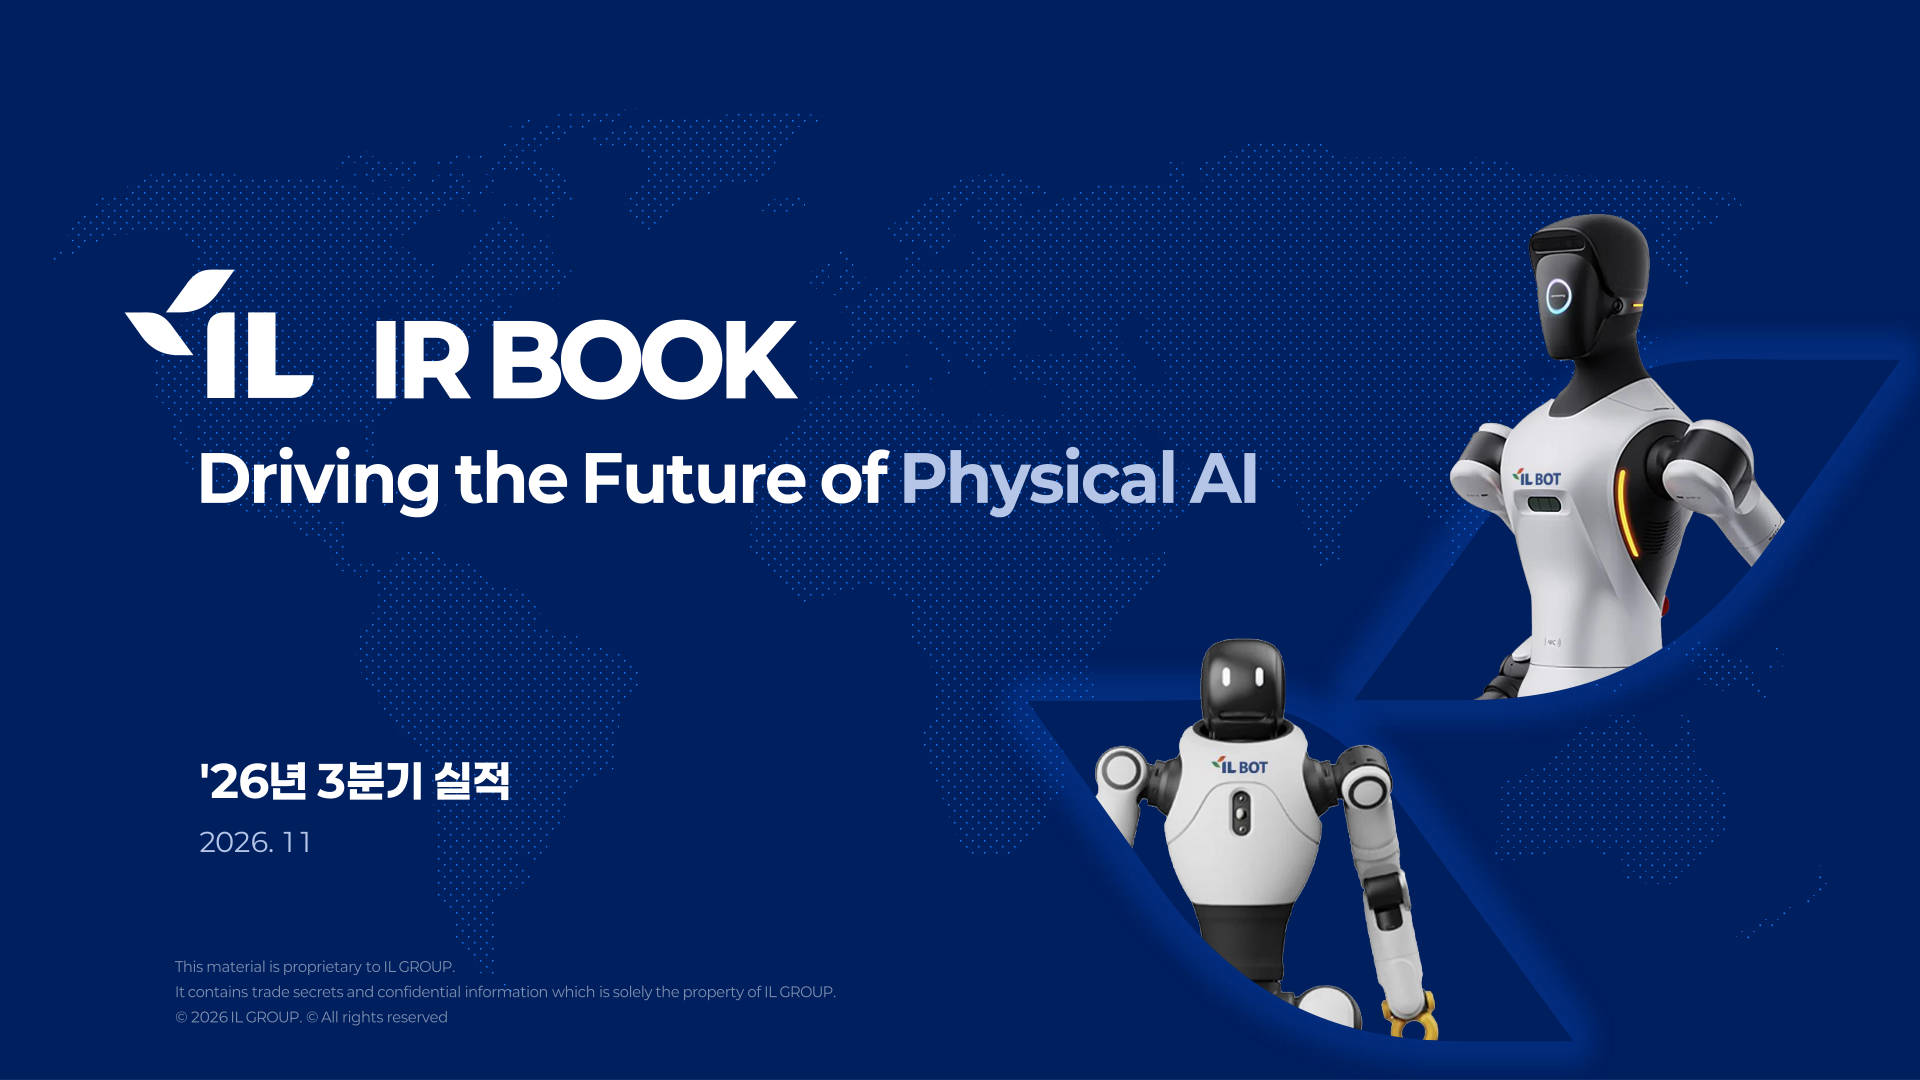 IL IR BOOK
Driving the Future of Physical AI
IL BOT
IL BOT
'26년 3분기 실적
2026. 11
This material is proprietary to IL GROUP.
It contains trade secrets and confidential information which is solely the property of IL GROUP.
© 2026 IL GROUP. © All rights reserved